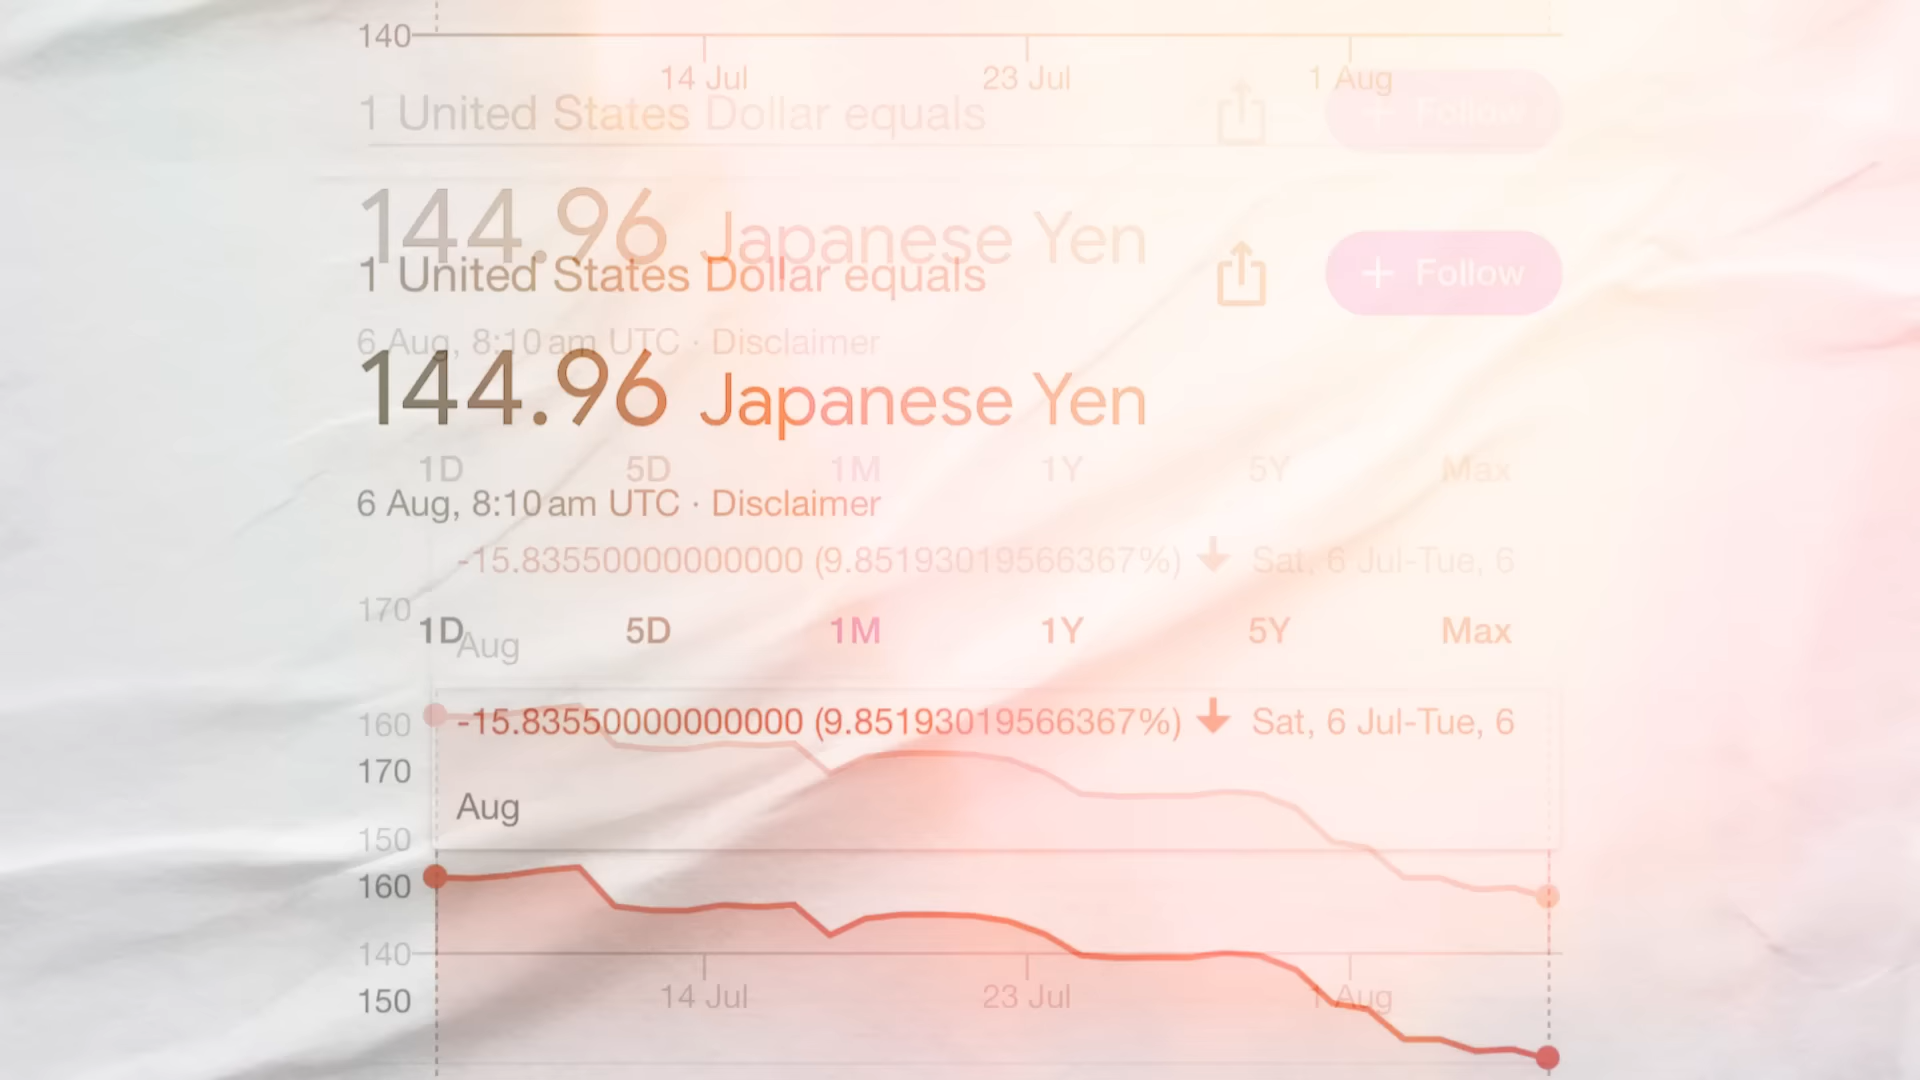 140
14 Jul 23 Jul 1 Aug
1 United States Dollar equals + Follow
144.96 Japanese Yen
1 United States Dollar equals + Follow
6 Aug, 8:10 am UTC · Disclaimer
144.96 Japanese Yen
1D 5D 1M 1Y 5Y Max
6 Aug, 8:10 am UTC · Disclaimer
-15.83550000000000 (9.85193019566367%) ↓ Sat, 6 Jul-Tue, 6
170
1D 5D 1M 1Y 5Y Max
Aug
160
-15.83550000000000 (9.85193019566367%) ↓ Sat, 6 Jul-Tue, 6
170
Aug
150
160
140
14 Jul 23 Jul 1 Aug
150